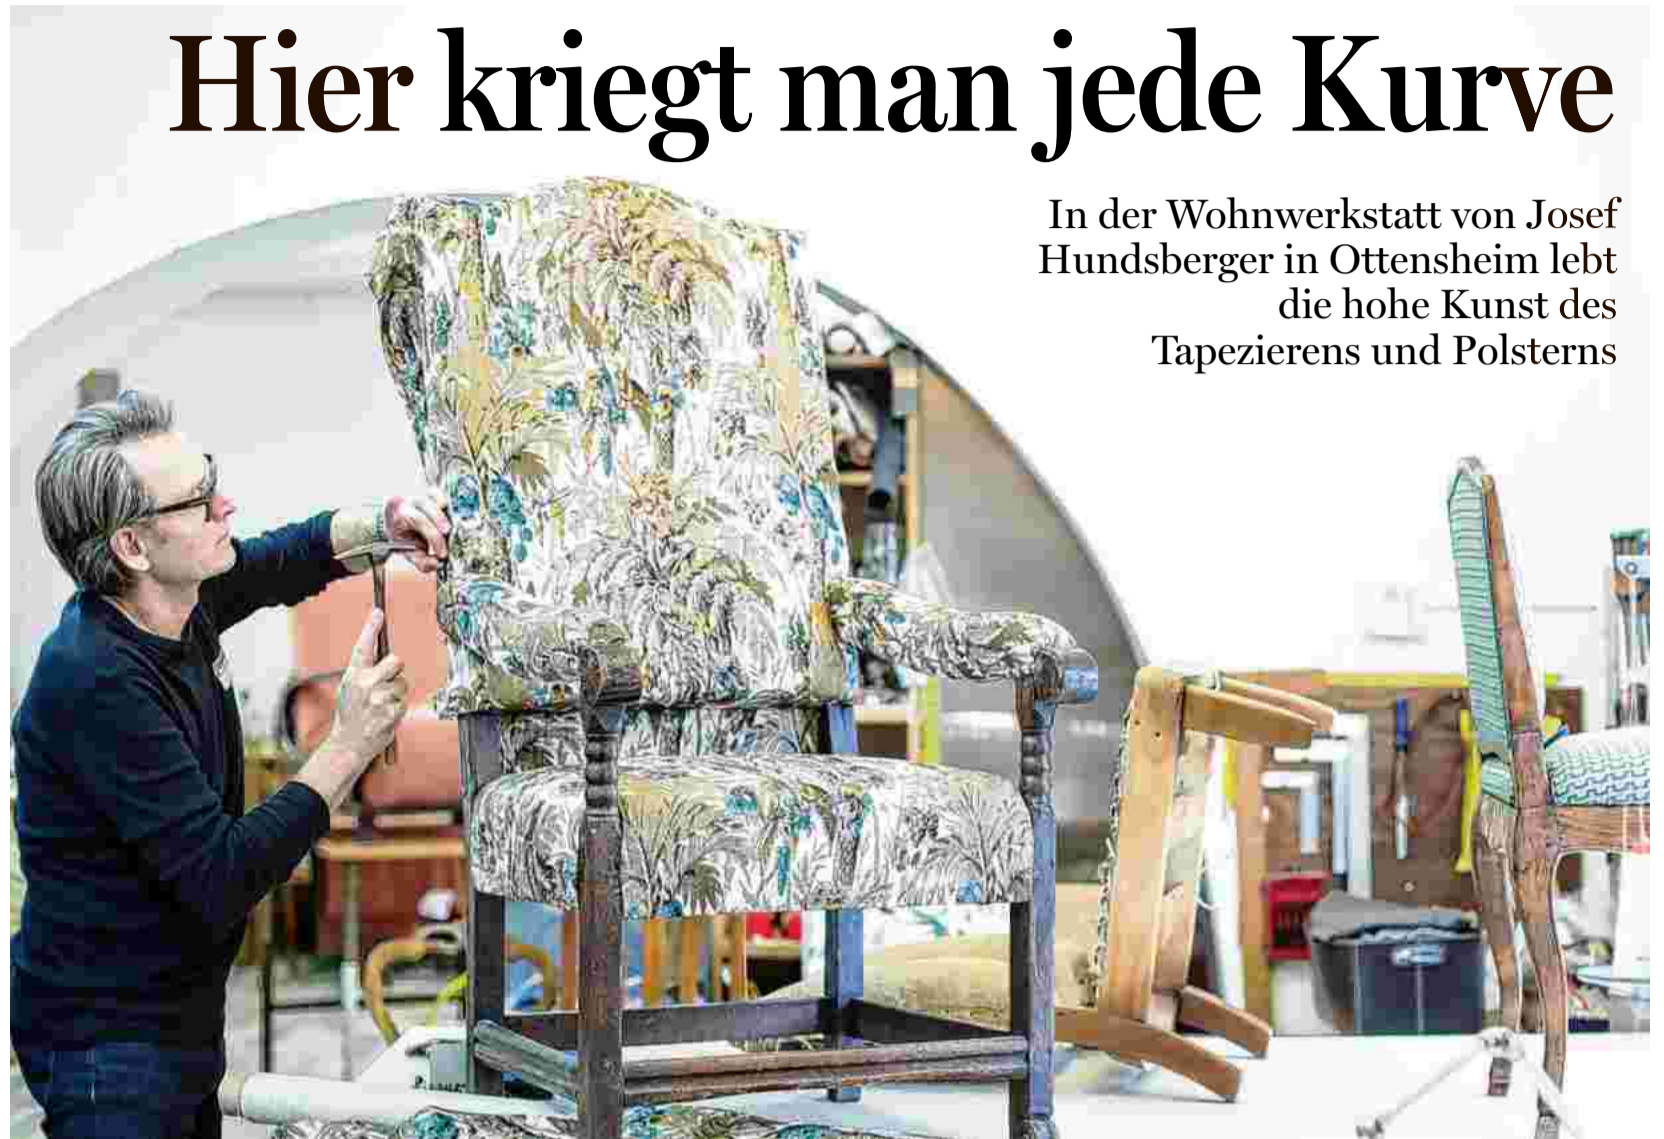 Hier kriegt man jede Kurve
In der Wohnwerkstatt von Josef
Hundsberger in Ottensheim lebt
die hohe Kunst des
Tapezierens und Polsterns